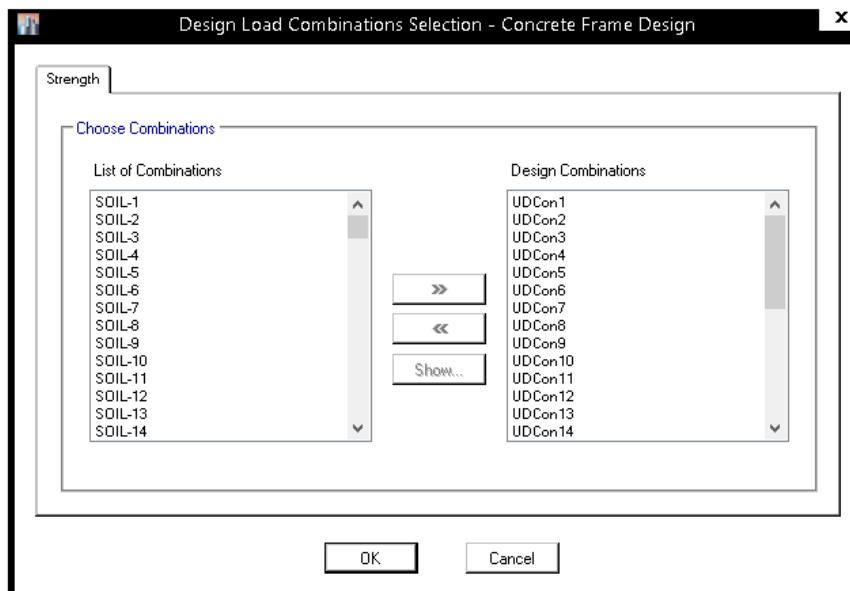 Design Load Combinations Selection - Concrete Frame Design
x
Strength
Choose Combinations
List of Combinations
SOIL-1
SOIL-2
SOIL-3
SOIL-4
SOIL-5
SOIL-6
SOIL-7
SOIL-8
SOIL-9
SOIL-10
SOIL-11
SOIL-12
SOIL-13
SOIL-14
>>
<<
Show...
Design Combinations
UDCon1
UDCon2
UDCon3
UDCon4
UDCon5
UDCon6
UDCon7
UDCon8
UDCon9
UDCon10
UDCon11
UDCon12
UDCon13
UDCon14
OK
Cancel